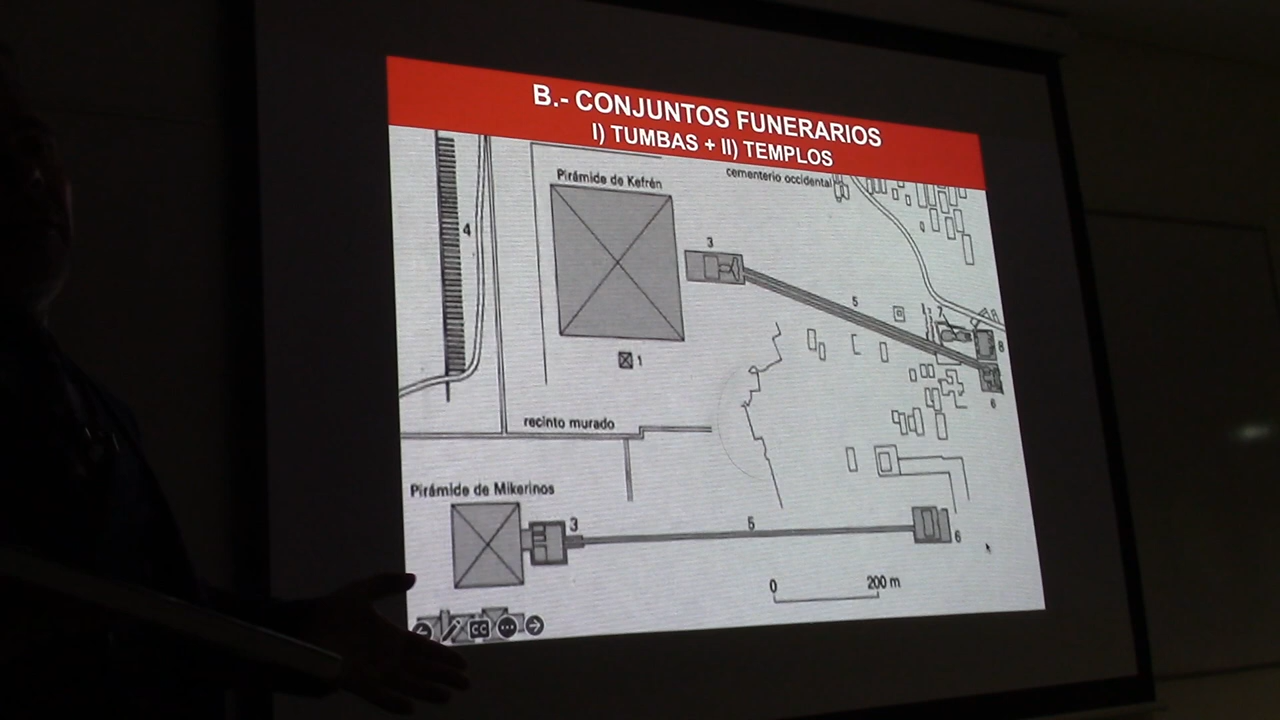 B.- CONJUNTOS FUNERARIOS
I) TUMBAS + II) TEMPLOS
Pirámide de Kefrén
cementerio occidental
4
3
5
7
8
1
6
recinto murado
Pirámide de Mikerinos
3
5
6
0 200 m
CC